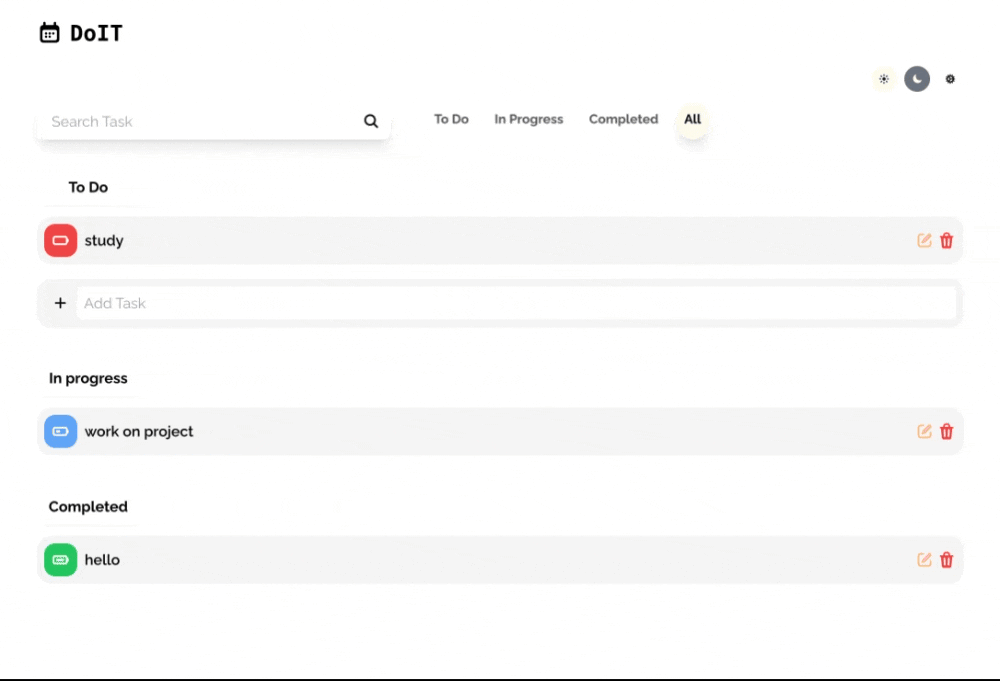 DoIT
Search Task
To Do In Progress Completed All
To Do
study
Add Task
In progress
work on project
Completed
hello